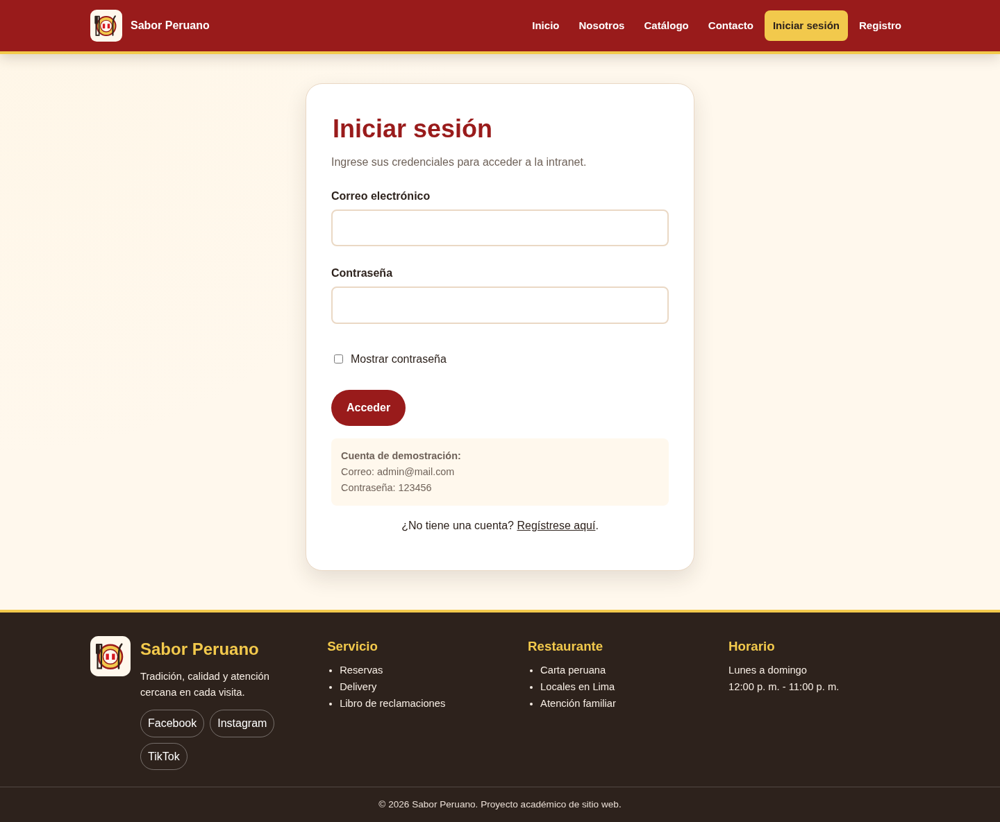 Sabor Peruano
Inicio
Nosotros
Catálogo
Contacto
Iniciar sesión
Registro
Iniciar sesión
Ingrese sus credenciales para acceder a la intranet.
Correo electrónico
Contraseña
Mostrar contraseña
Acceder
Cuenta de demostración:
Correo: admin@mail.com
Contraseña: 123456
¿No tiene una cuenta? Regístrese aquí.
Sabor Peruano
Tradición, calidad y atención
cercana en cada visita.
Facebook
Instagram
TikTok
Servicio
Reservas
Delivery
Libro de reclamaciones
Restaurante
Carta peruana
Locales en Lima
Atención familiar
Horario
Lunes a domingo
12:00 p. m. - 11:00 p. m.
© 2026 Sabor Peruano. Proyecto académico de sitio web.